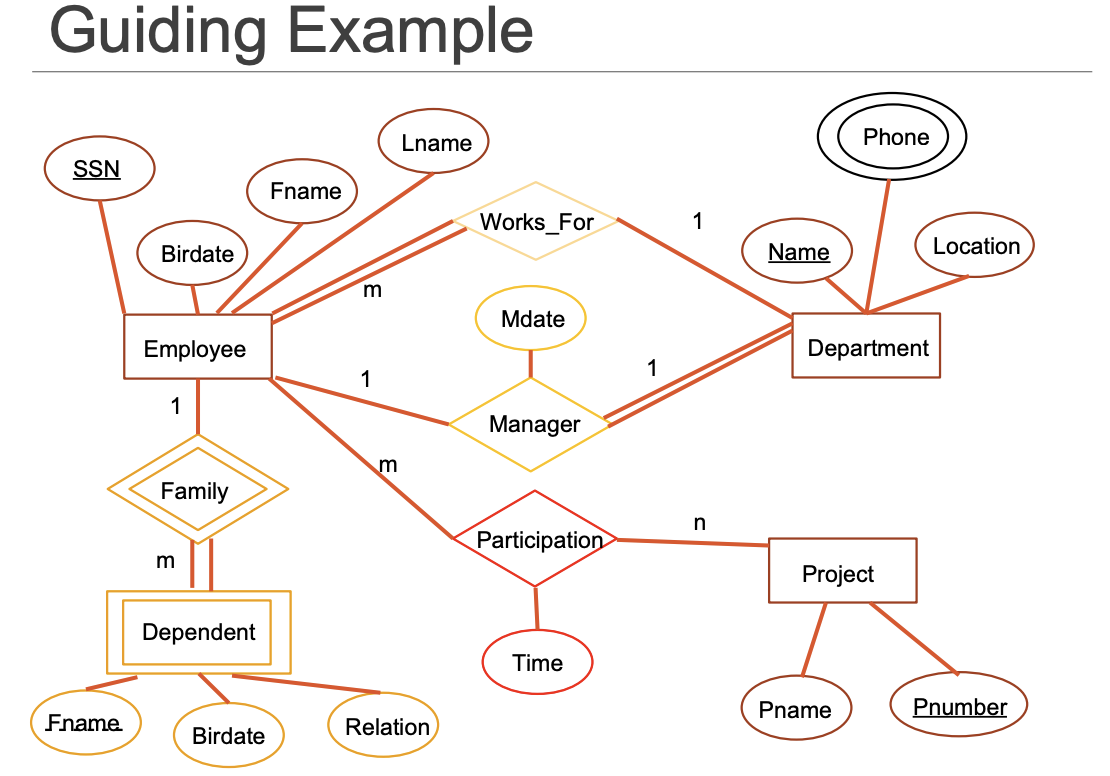 Guiding Example
Lname
Phone
SSN
Fname
Works_For
1
Name
Location
Birdate
m
Mdate
Employee
Department
1
1
1
Manager
m
Family
n
Participation
m
Project
Dependent
Time
Fname
Birdate
Relation
Pname
Pnumber